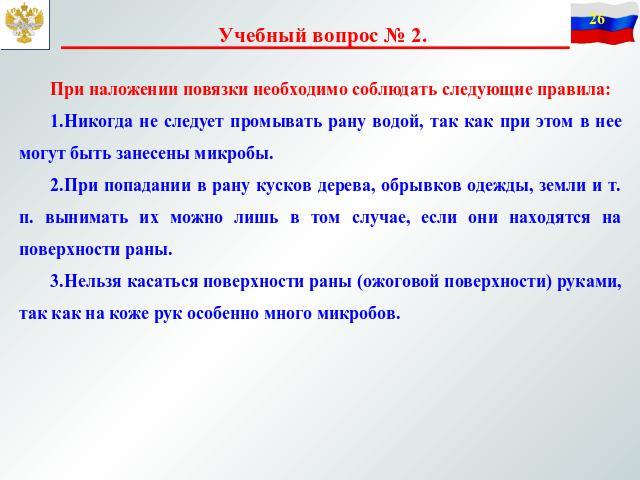 26
Учебный вопрос № 2.
При наложении повязки необходимо соблюдать следующие правила:
1.Никогда не следует промывать рану водой, так как при этом в нее
могут быть занесены микробы.
2.При попадании в рану кусков дерева, обрывков одежды, земли и т.
п. вынимать их можно лишь в том случае, если они находятся на
поверхности раны.
3.Нельзя касаться поверхности раны (ожоговой поверхности) руками,
так как на коже рук особенно много микробов.